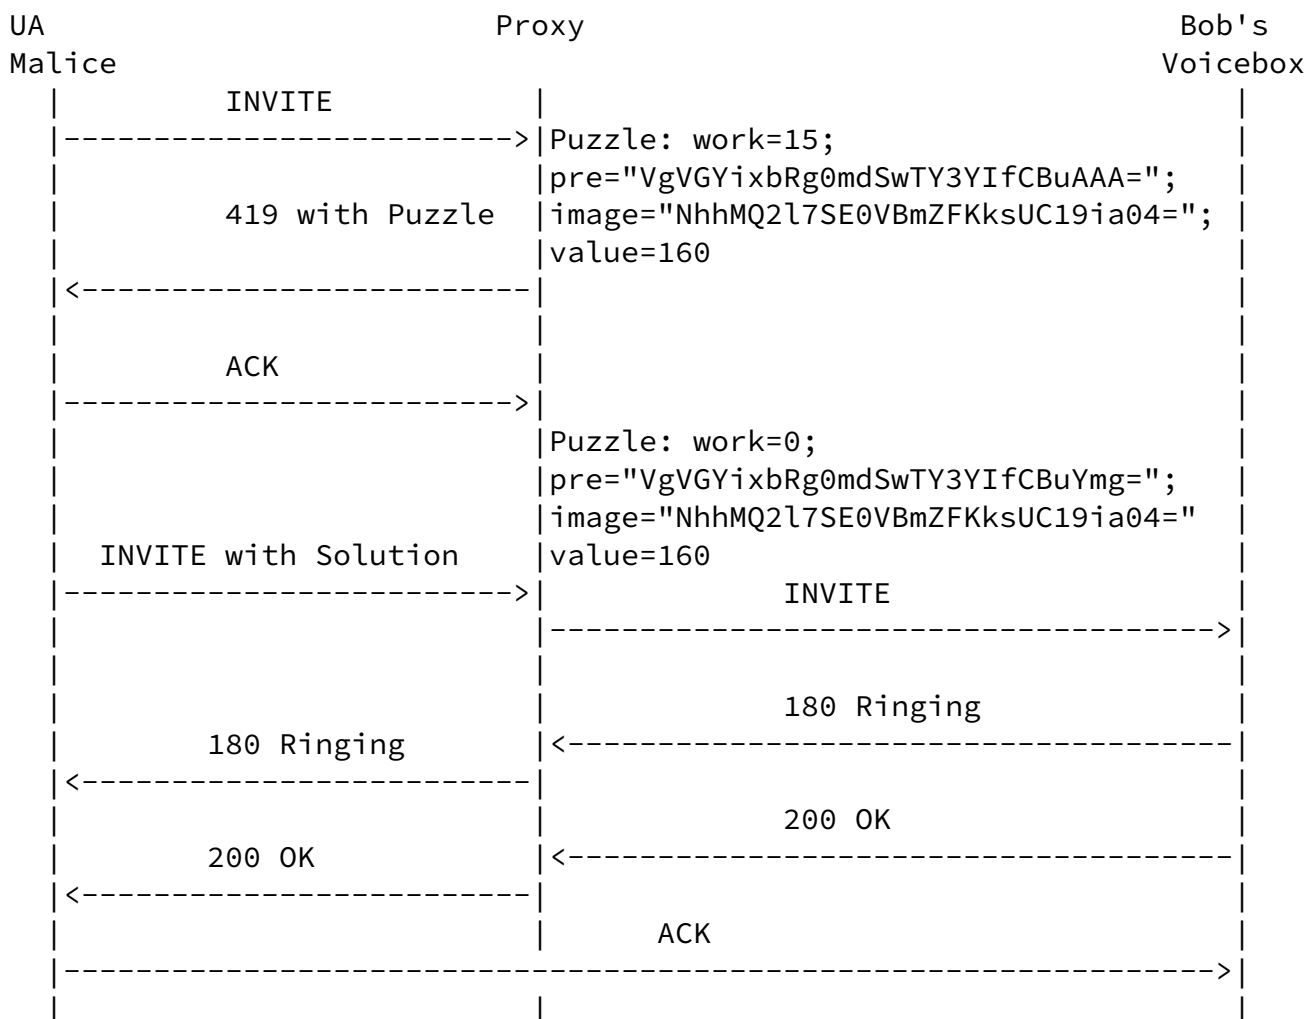 UA Proxy Bob's
Malice Voicebox
INVITE
Puzzle: work=15;
pre="VgVGYixbRg0mdSwTY3YIfCBuAAA=";
419 with Puzzle image="NhhMQ2l7SE0VBmZFKksUC19ia04=";
value=160
ACK
Puzzle: work=0;
pre="VgVGYixbRg0mdSwTY3YIfCBuYmg=";
image="NhhMQ2l7SE0VBmZFKksUC19ia04="
INVITE with Solution value=160
INVITE
180 Ringing
180 Ringing
200 OK
200 OK
ACK